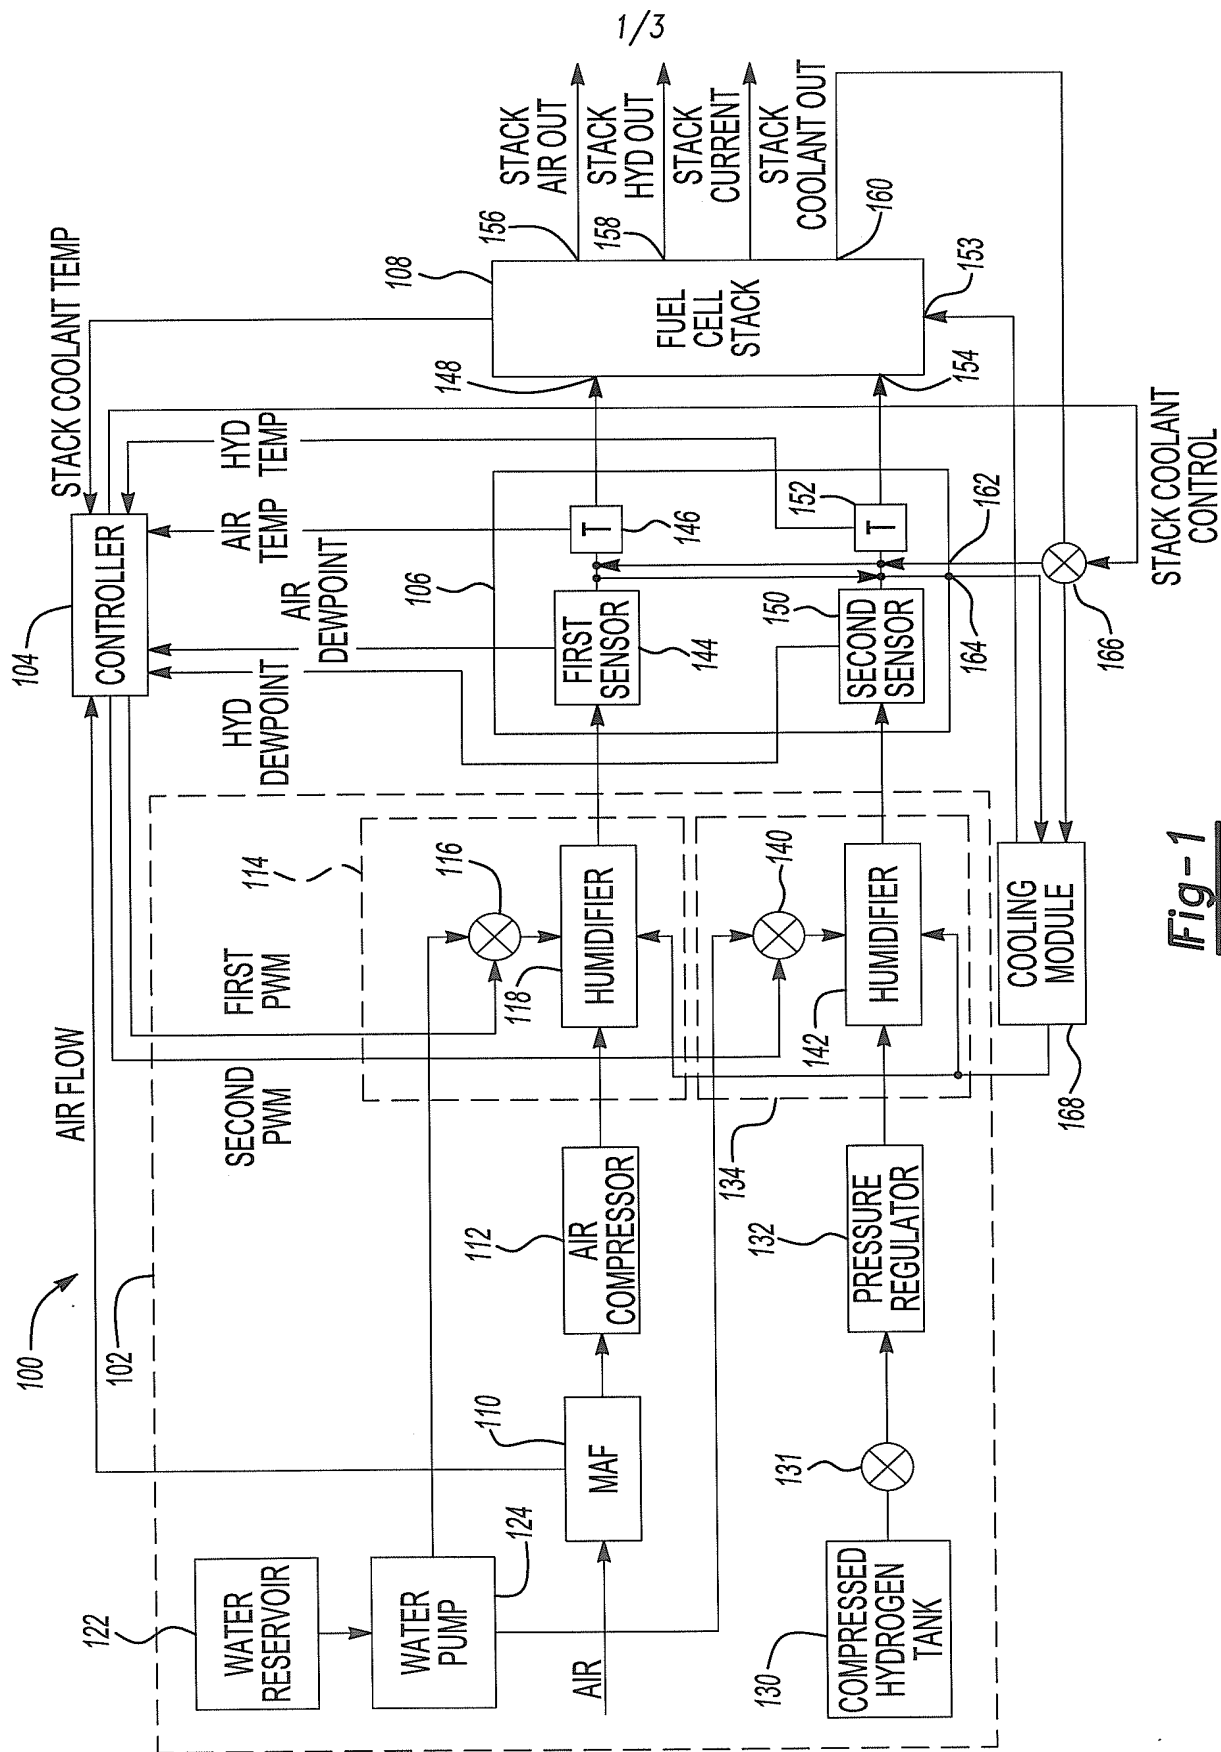 1/3
100
102
AIR FLOW
104
CONTROLLER
STACK COOLANT TEMP
SECOND
PWM
FIRST
PWM
HYD
DEWPOINT
AIR
DEWPOINT
AIR
TEMP
HYD
TEMP
122
WATER
RESERVOIR
WATER
PUMP
124
114
116
118
HUMIDIFIER
106
108
FUEL
CELL
STACK
156
STACK
AIR OUT
158
STACK
HYD OUT
STACK
CURRENT
STACK
COOLANT OUT
160
AIR
110
MAF
112
AIR
COMPRESSOR
FIRST
SENSOR
144
T
146
148
130
COMPRESSED
HYDROGEN
TANK
131
132
PRESSURE
REGULATOR
134
140
142
HUMIDIFIER
150
SECOND
SENSOR
152
T
154
153
162
164
166
168
COOLING
MODULE
STACK COOLANT
CONTROL
Fig-1